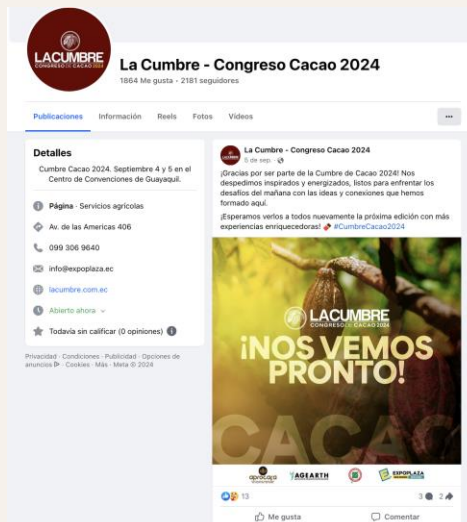 LACUMBRE
CONGRESO DE CACAO 2024
La Cumbre - Congreso Cacao 2024
1864 Me gusta • 2181 seguidores
Publicaciones
Información
Reels
Fotos
Videos
Detalles
Cumbre Cacao 2024. Septiembre 4 y 5 en el
Centro de Convenciones de Guayaquil.
Página · Servicios agrícolas
Av. de las Americas 406
099 306 9640
info@expoplaza.ec
lacumbre.com.ec
Abierto ahora
Todavía sin calificar (0 opiniones)
Privacidad · Condiciones · Publicidad · Opciones de
anuncios · Cookies · Más · Meta © 2024
La Cumbre - Congreso Cacao 2024
5 de sep.
¡Gracias por ser parte de la Cumbre de Cacao 2024! Nos
despedimos inspirados y energizados, listos para enfrentar los
desafíos del mañana con las ideas y conexiones que hemos
formado aquí.
¡Esperamos verlos a todos nuevamente la próxima edición con más
experiencias enriquecedoras! #CumbreCacao2024
LACUMBRE
CONGRESO DE CACAO 2024
¡NOS VEMOS
PRONTO!
CACAO
aprocafa
AGEARTH
EXPOPLAZA
13
3
2
Me gusta
Comentar